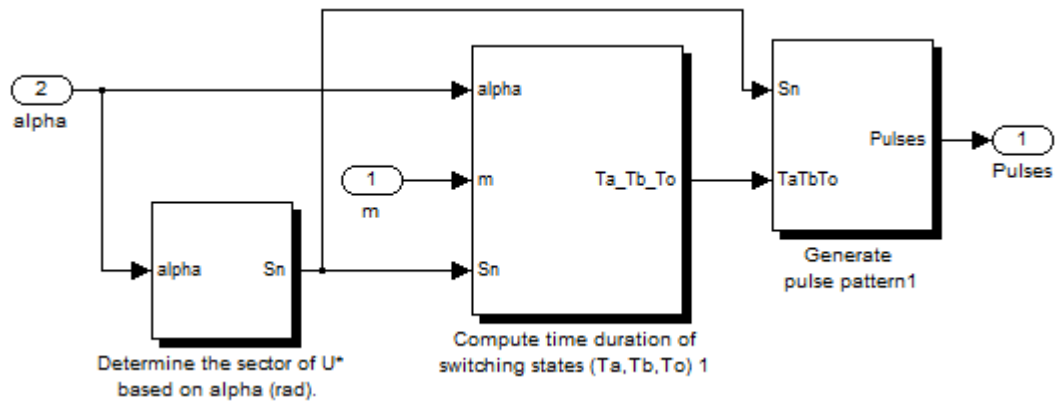 2
alpha
alpha
Sn
Determine the sector of U*
based on alpha (rad).
1
m
alpha
m
Sn
Ta_Tb_To
Compute time duration of
switching states (Ta,Tb,To) 1
Sn
TaTbTo
Pulses
Generate
pulse pattern1
1
Pulses